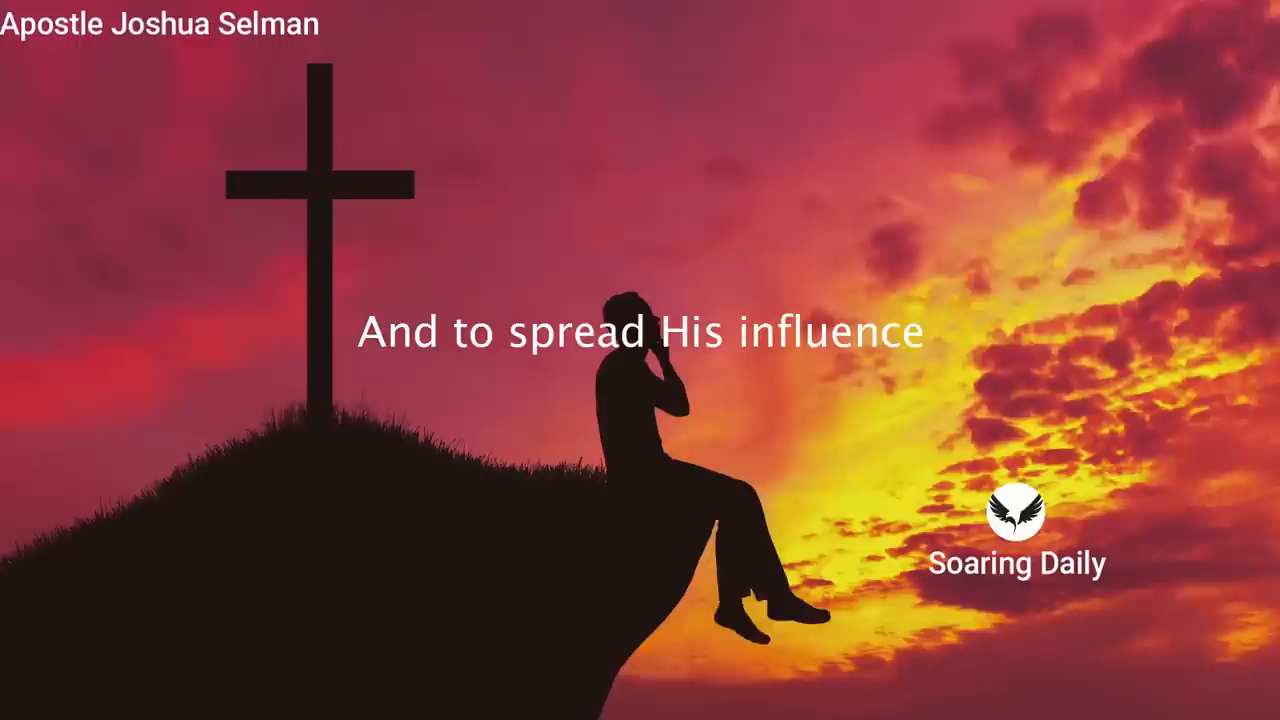 Apostle Joshua Selman
And to spread His influence
Soaring Daily